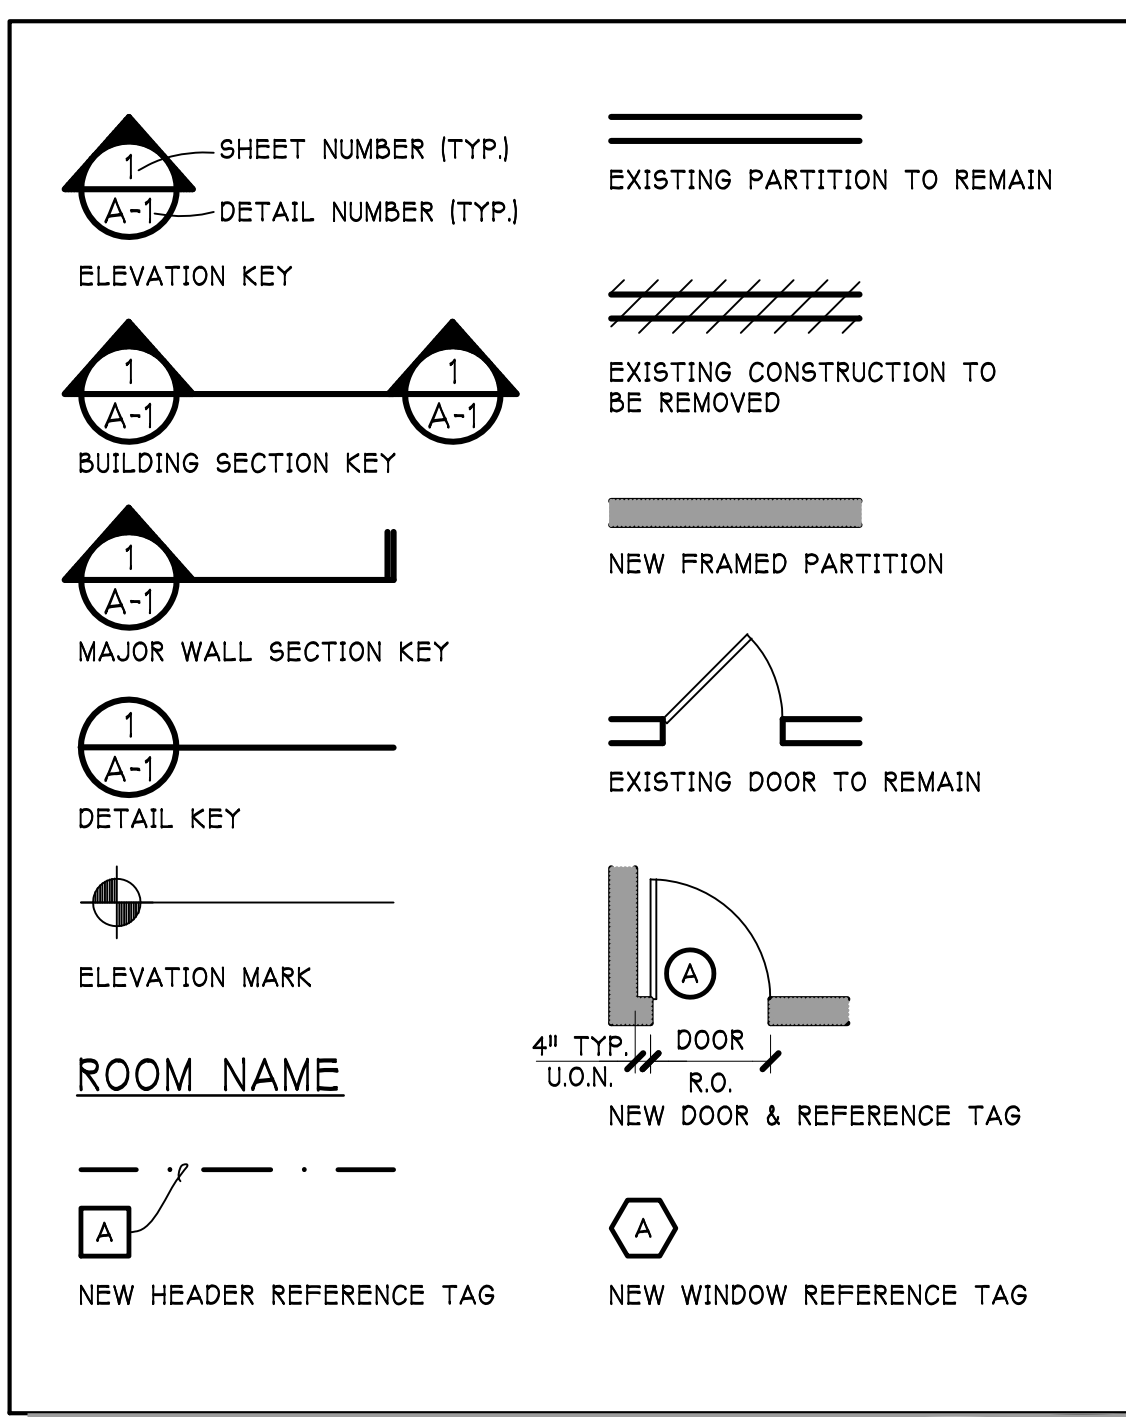 1
SHEET NUMBER (TYP.)
A-1
DETAIL NUMBER (TYP.)
ELEVATION KEY
1
1
A-1
A-1
BUILDING SECTION KEY
1
A-1
MAJOR WALL SECTION KEY
1
A-1
DETAIL KEY
ELEVATION MARK
ROOM NAME
A
NEW HEADER REFERENCE TAG
EXISTING PARTITION TO REMAIN
EXISTING CONSTRUCTION TO
BE REMOVED
NEW FRAMED PARTITION
EXISTING DOOR TO REMAIN
A
4" TYP.
U.O.N.
DOOR
R.O.
NEW DOOR & REFERENCE TAG
A
NEW WINDOW REFERENCE TAG